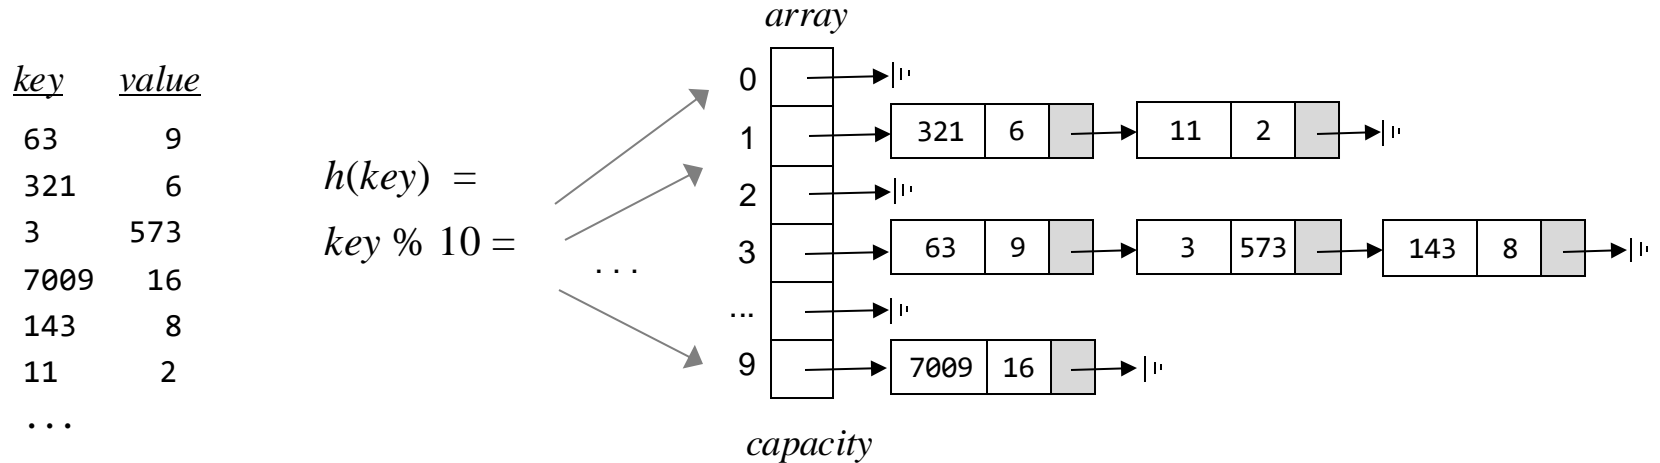 array
key value
63 9
321 6
3 573
7009 16
143 8
11 2
...
h(key) =
key % 10 =
...
0
1 321 6 11 2
2
3 63 9 3 573 143 8
...
9 7009 16
capacity